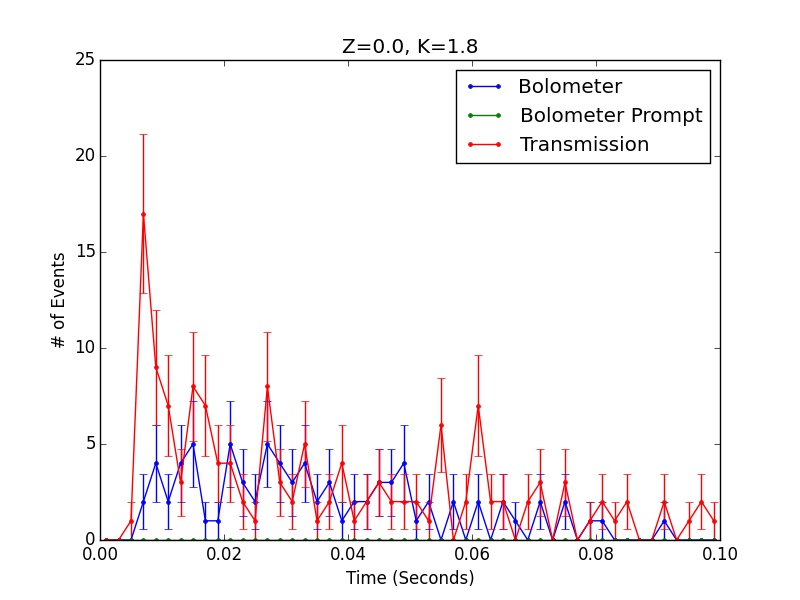 Z=0.0, K=1.8
25
20
15
10
5
0
# of Events
Bolometer
Bolometer Prompt
Transmission
0.00 0.02 0.04 0.06 0.08 0.10
Time (Seconds)